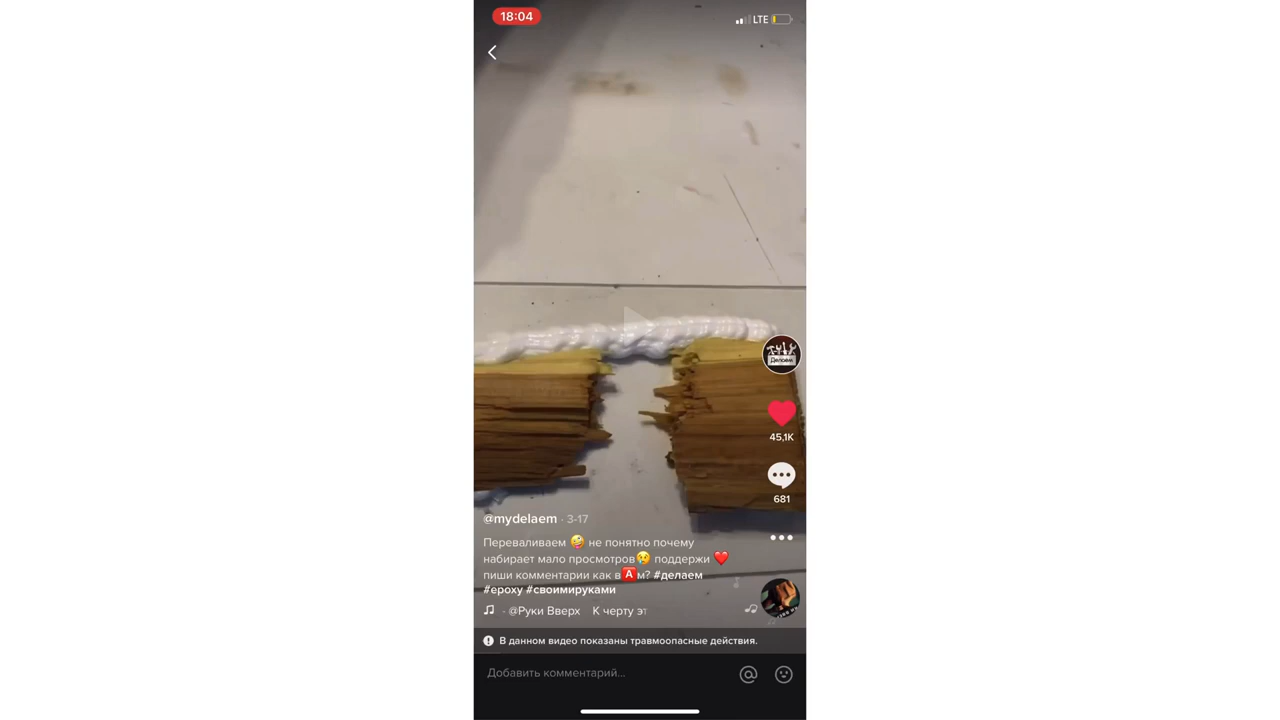 18:04
LTE
Делаем
45,1K
681
@mydelaem · 3-17
Переваливаем 🤪 не понятно почему
набирает мало просмотров😢 поддержи ❤️
пиши комментарии как в🅰️м? #делаем
#epoxy #своимируками
- @Руки Вверх К черту эт
В данном видео показаны травмоопасные действия.
Добавить комментарий...